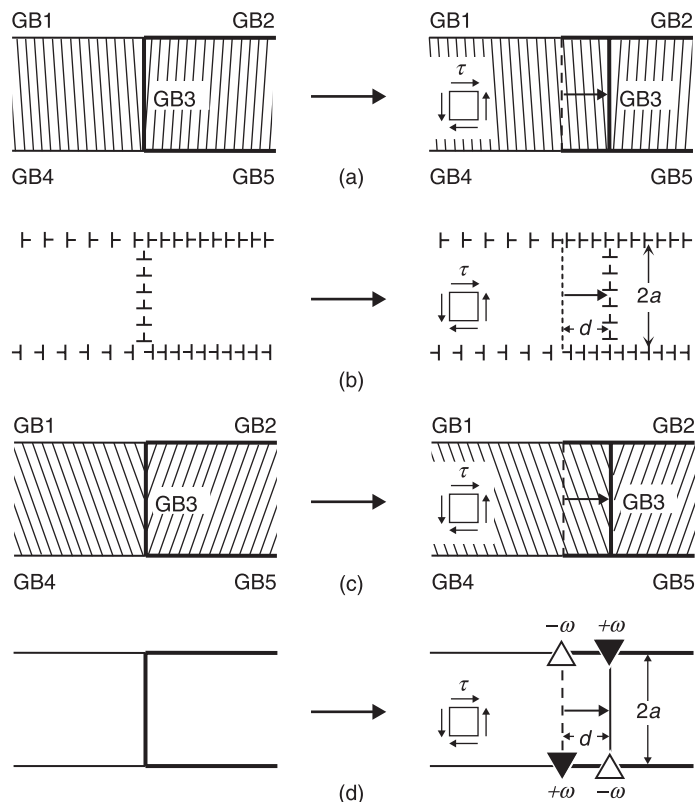 GB1 GB2 GB1 GB2
τ
GB3 GB3
GB4 GB5 GB4 GB5
(a)
τ
2a
d
(b)
GB1 GB2 GB1 GB2
τ
GB3 GB3
GB4 GB5 GB4 GB5
(c)
−ω +ω
τ
2a
d
+ω −ω
(d)